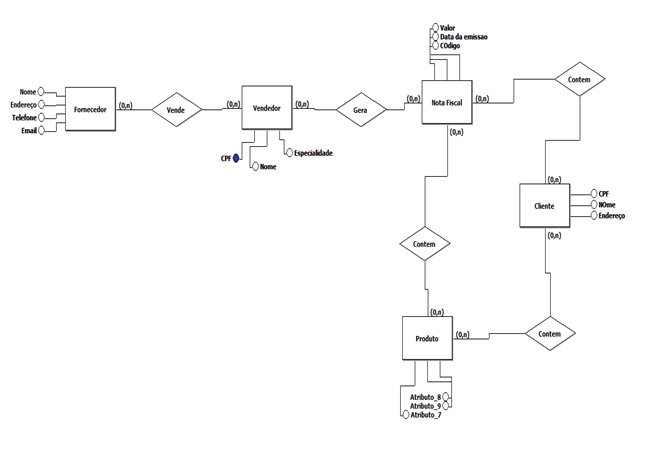 Valor
Data da emissao
COdigo
Nome
Endereço
Telefone
Email
Fornecedor
(0,n)
Vende
(0,n)
Vendedor
(0,n)
Gera
(0,n)
Nota Fiscal
(0,n)
Contem
(0,n)
CPF
Nome
Especialidade
(0,n)
Cliente
CPF
NOme
Endereço
(0,n)
Contem
(0,n)
Produto
(0,n)
Contem
Atributo_8
Atributo_9
Atributo_7